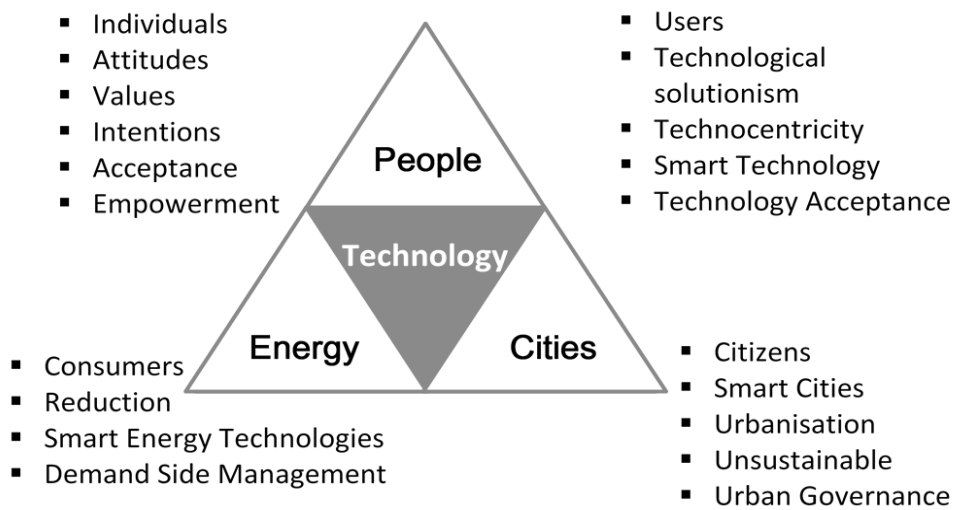 ▪ Individuals
▪ Attitudes
▪ Values
▪ Intentions
▪ Acceptance
▪ Empowerment
▪ Users
▪ Technological
solutionism
▪ Technocentricity
▪ Smart Technology
▪ Technology Acceptance
People
Technology
Energy
Cities
▪ Consumers
▪ Reduction
▪ Smart Energy Technologies
▪ Demand Side Management
▪ Citizens
▪ Smart Cities
▪ Urbanisation
▪ Unsustainable
▪ Urban Governance